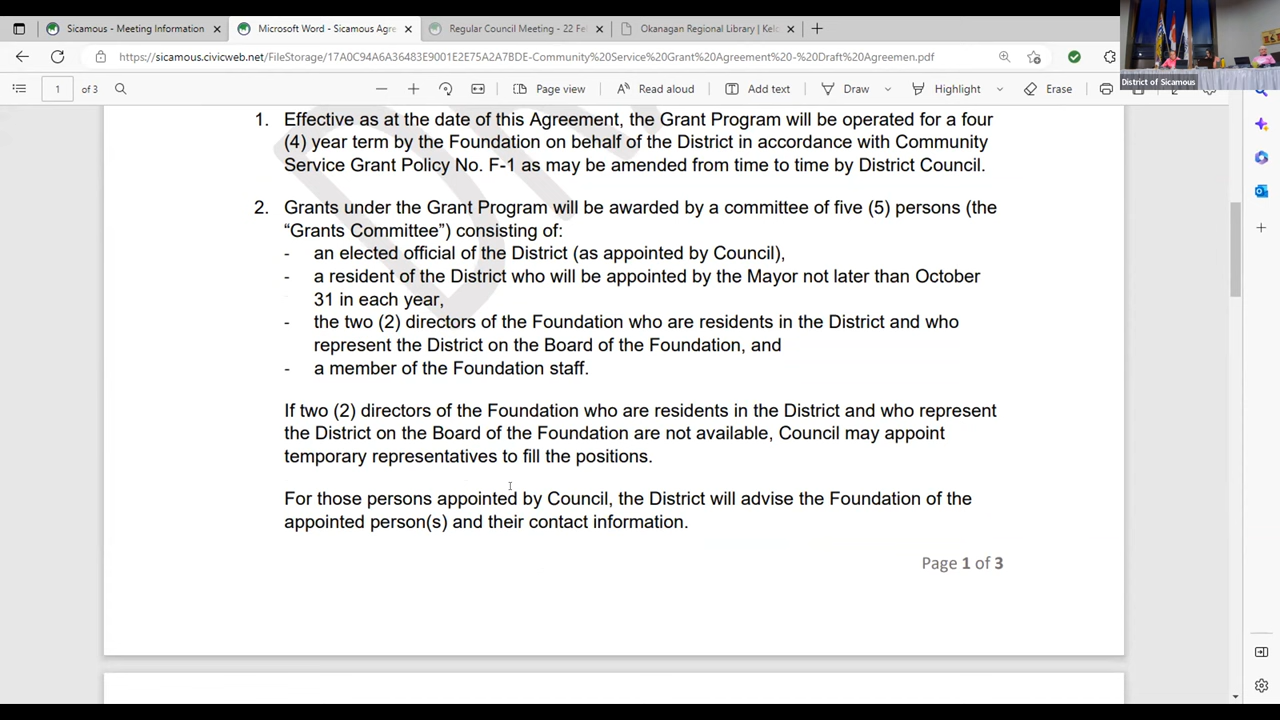 Sicamous - Meeting Information
Microsoft Word - Sicamous Agre
Regular Council Meeting - 22 Fe
Okanagan Regional Library | Kelo
https://sicamous.civicweb.net/FileStorage/17A0C94A6A36483E9001E2E75A2A7BDE-Community%20Service%20Grant%20Agreement%20-%20Draft%20Agreemen.pdf
District of Sicamous
1 of 3
Page view
Read aloud
Add text
Draw
Highlight
Erase
1. Effective as at the date of this Agreement, the Grant Program will be operated for a four
(4) year term by the Foundation on behalf of the District in accordance with Community
Service Grant Policy No. F-1 as may be amended from time to time by District Council.
2. Grants under the Grant Program will be awarded by a committee of five (5) persons (the
“Grants Committee”) consisting of:
- an elected official of the District (as appointed by Council),
- a resident of the District who will be appointed by the Mayor not later than October
31 in each year,
- the two (2) directors of the Foundation who are residents in the District and who
represent the District on the Board of the Foundation, and
- a member of the Foundation staff.
If two (2) directors of the Foundation who are residents in the District and who represent
the District on the Board of the Foundation are not available, Council may appoint
temporary representatives to fill the positions.
For those persons appointed by Council, the District will advise the Foundation of the
appointed person(s) and their contact information.
Page 1 of 3